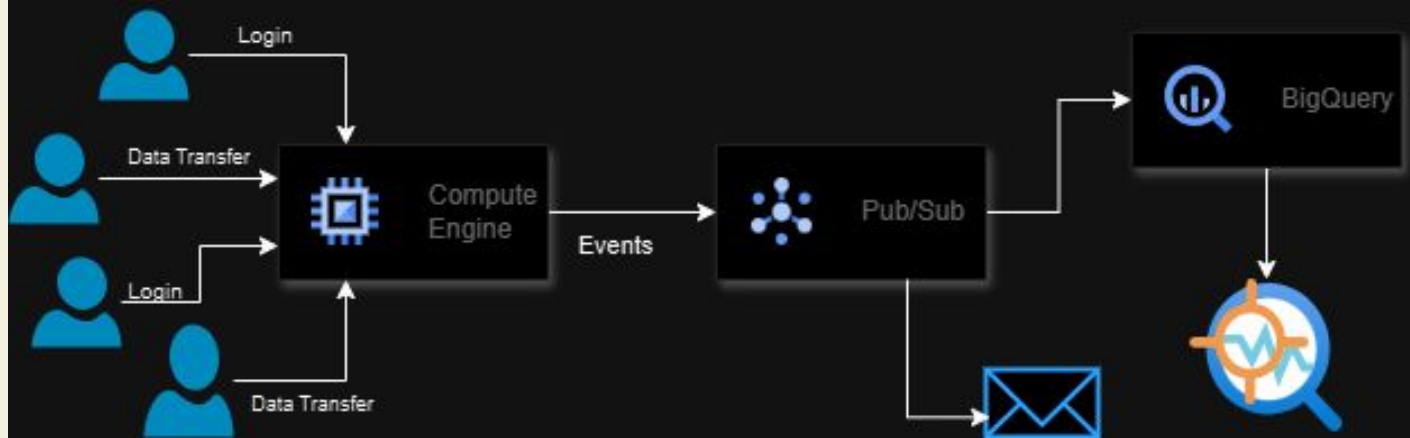 Login
BigQuery
Data Transfer
Compute
Engine
Pub/Sub
Events
Login
Data Transfer